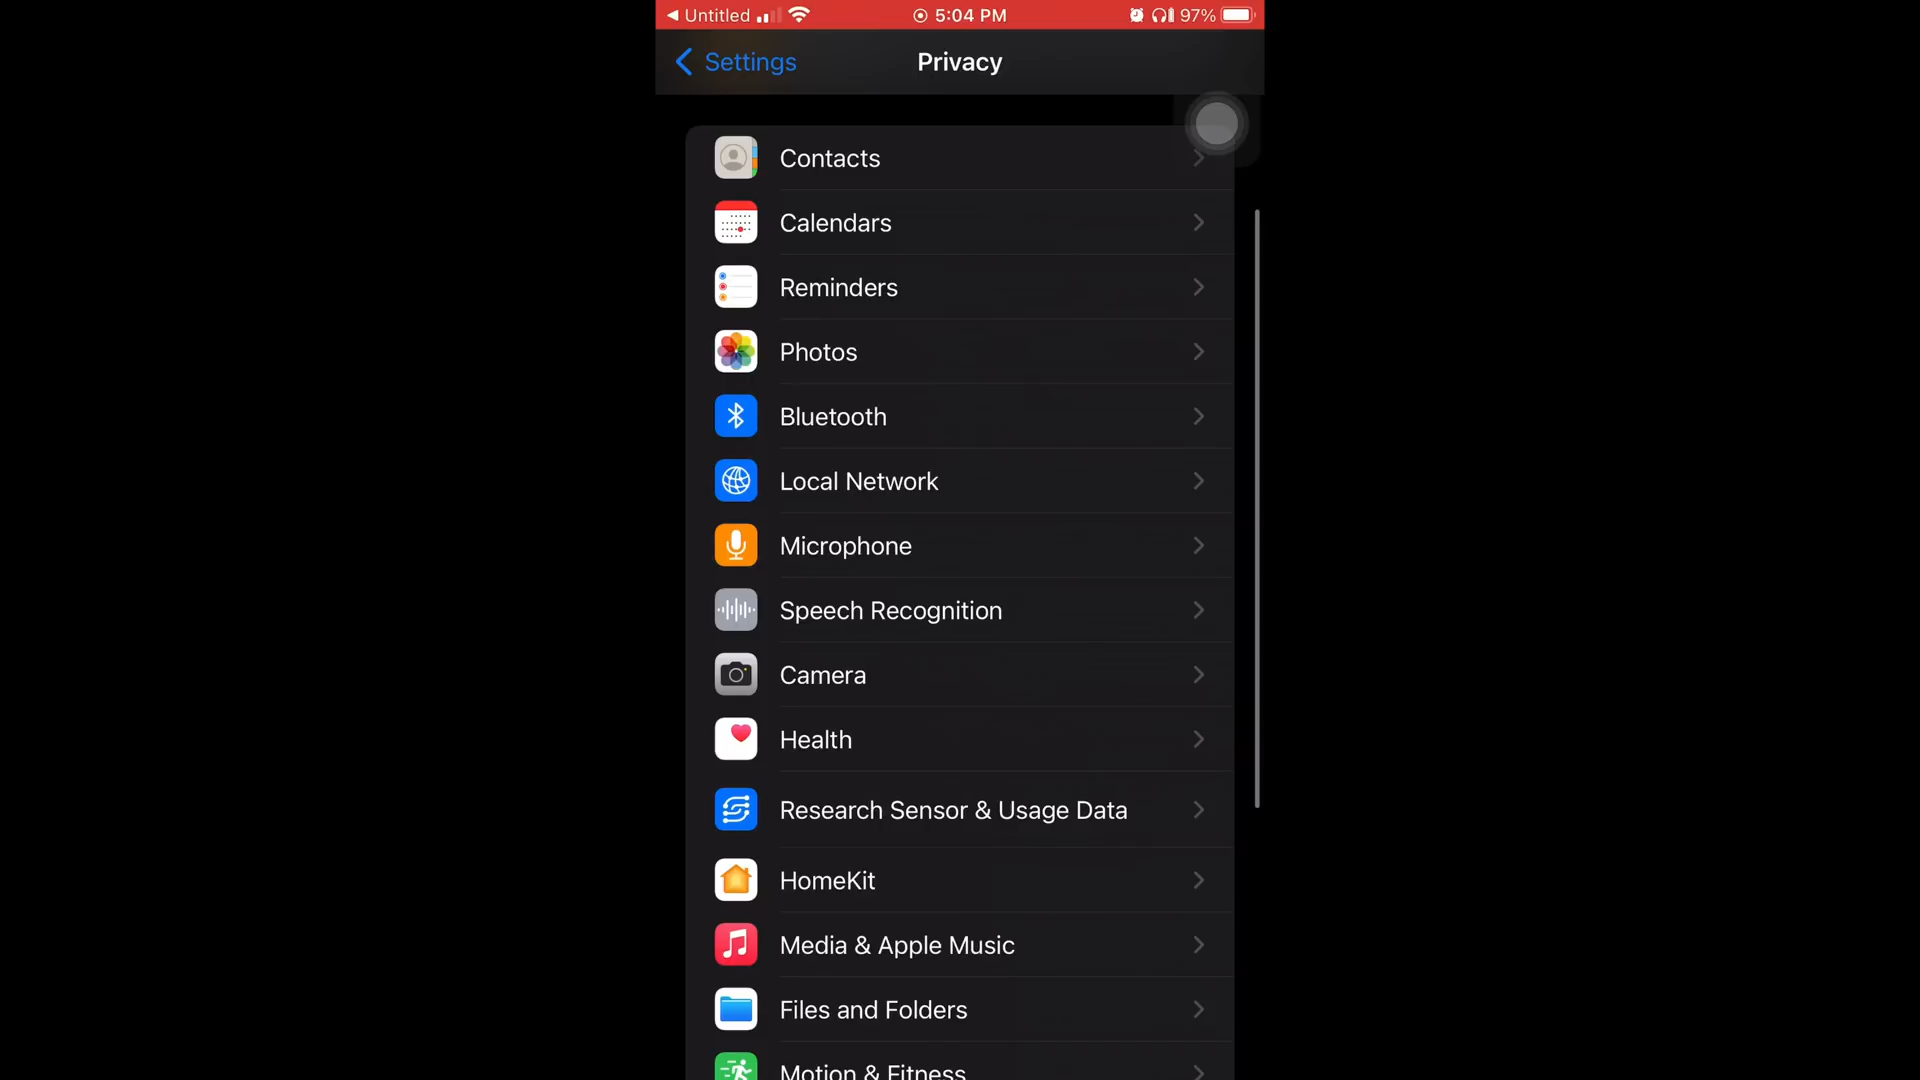 Untitled 5:04 PM 97%
Settings Privacy
Contacts
Calendars
Reminders
Photos
Bluetooth
Local Network
Microphone
Speech Recognition
Camera
Health
Research Sensor & Usage Data
HomeKit
Media & Apple Music
Files and Folders
Motion & Fitness